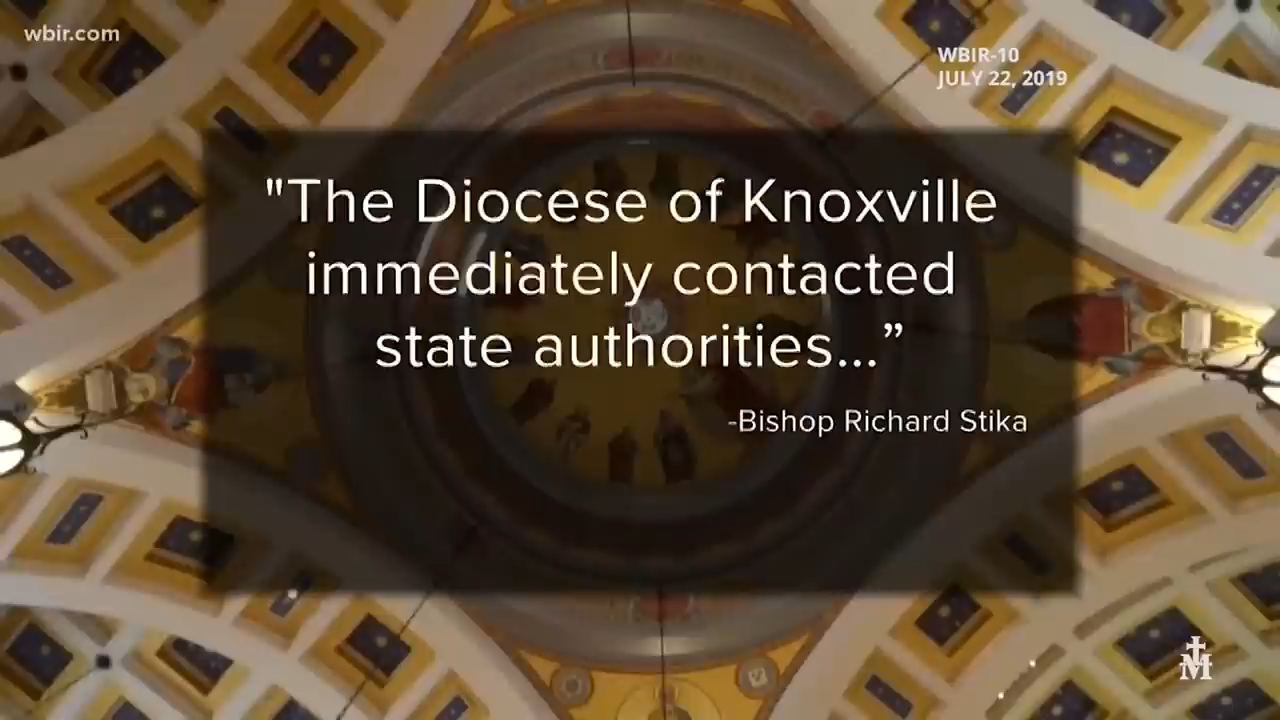 wbir.com
WBIR-10
JULY 22, 2019
"The Diocese of Knoxville
immediately contacted
state authorities...”
-Bishop Richard Stika
M